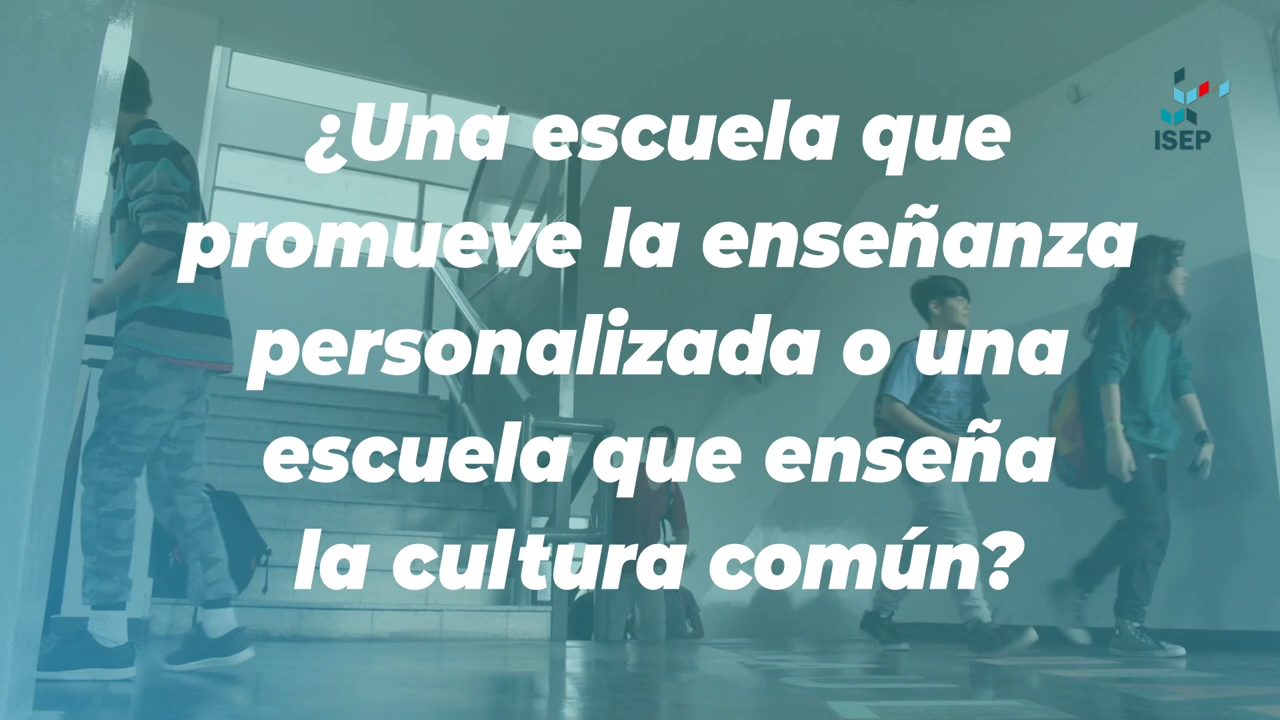 ¿Una escuela que
promueve la enseñanza
personalizada o una
escuela que enseña
la cultura común?
ISEP